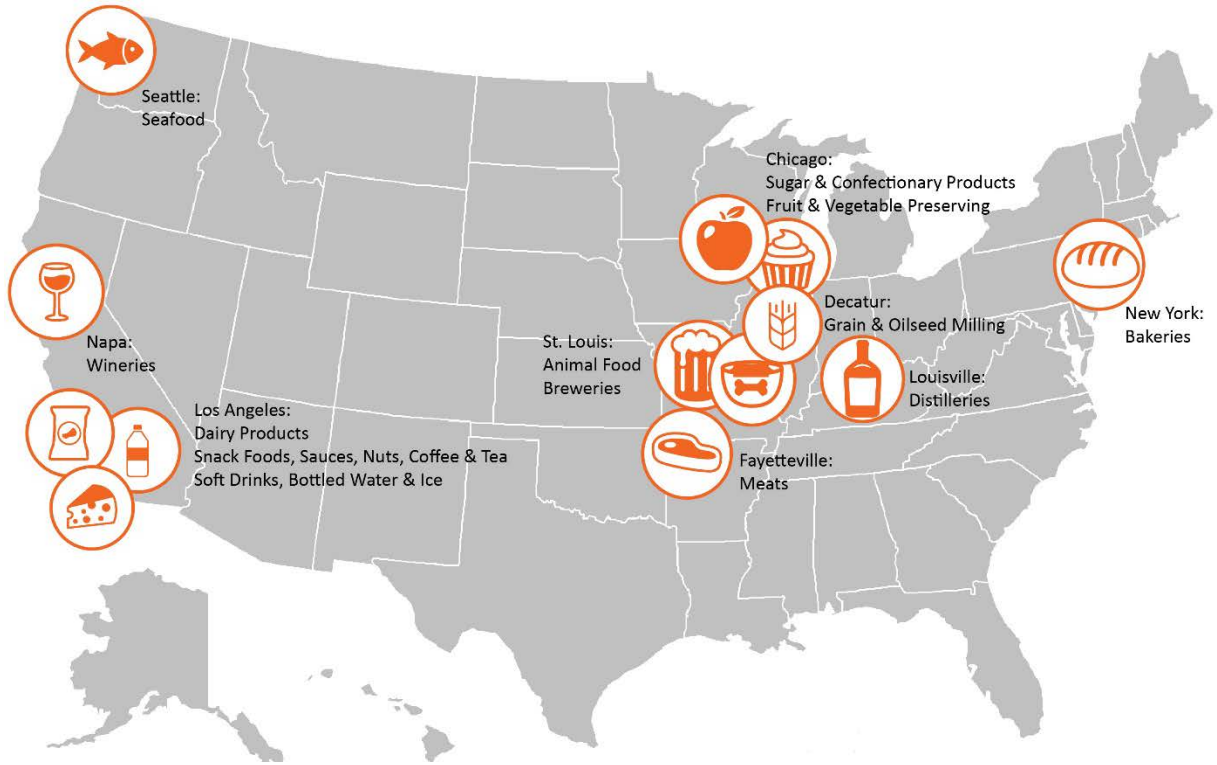 Seattle:
Seafood
Chicago:
Sugar & Confectionary Products
Fruit & Vegetable Preserving
Napa:
Wineries
St. Louis:
Animal Food
Breweries
Decatur:
Grain & Oilseed Milling
New York:
Bakeries
Louisville:
Distilleries
Los Angeles:
Dairy Products
Snack Foods, Sauces, Nuts, Coffee & Tea
Soft Drinks, Bottled Water & Ice
Fayetteville:
Meats